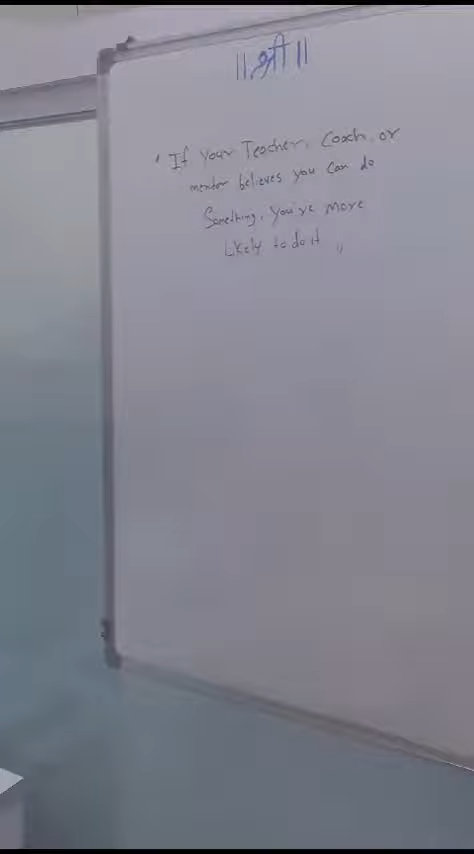 ||श्री||
' If your Teacher, Coach, or
mentor believes you can do
Something, you're more
Likely to do it "